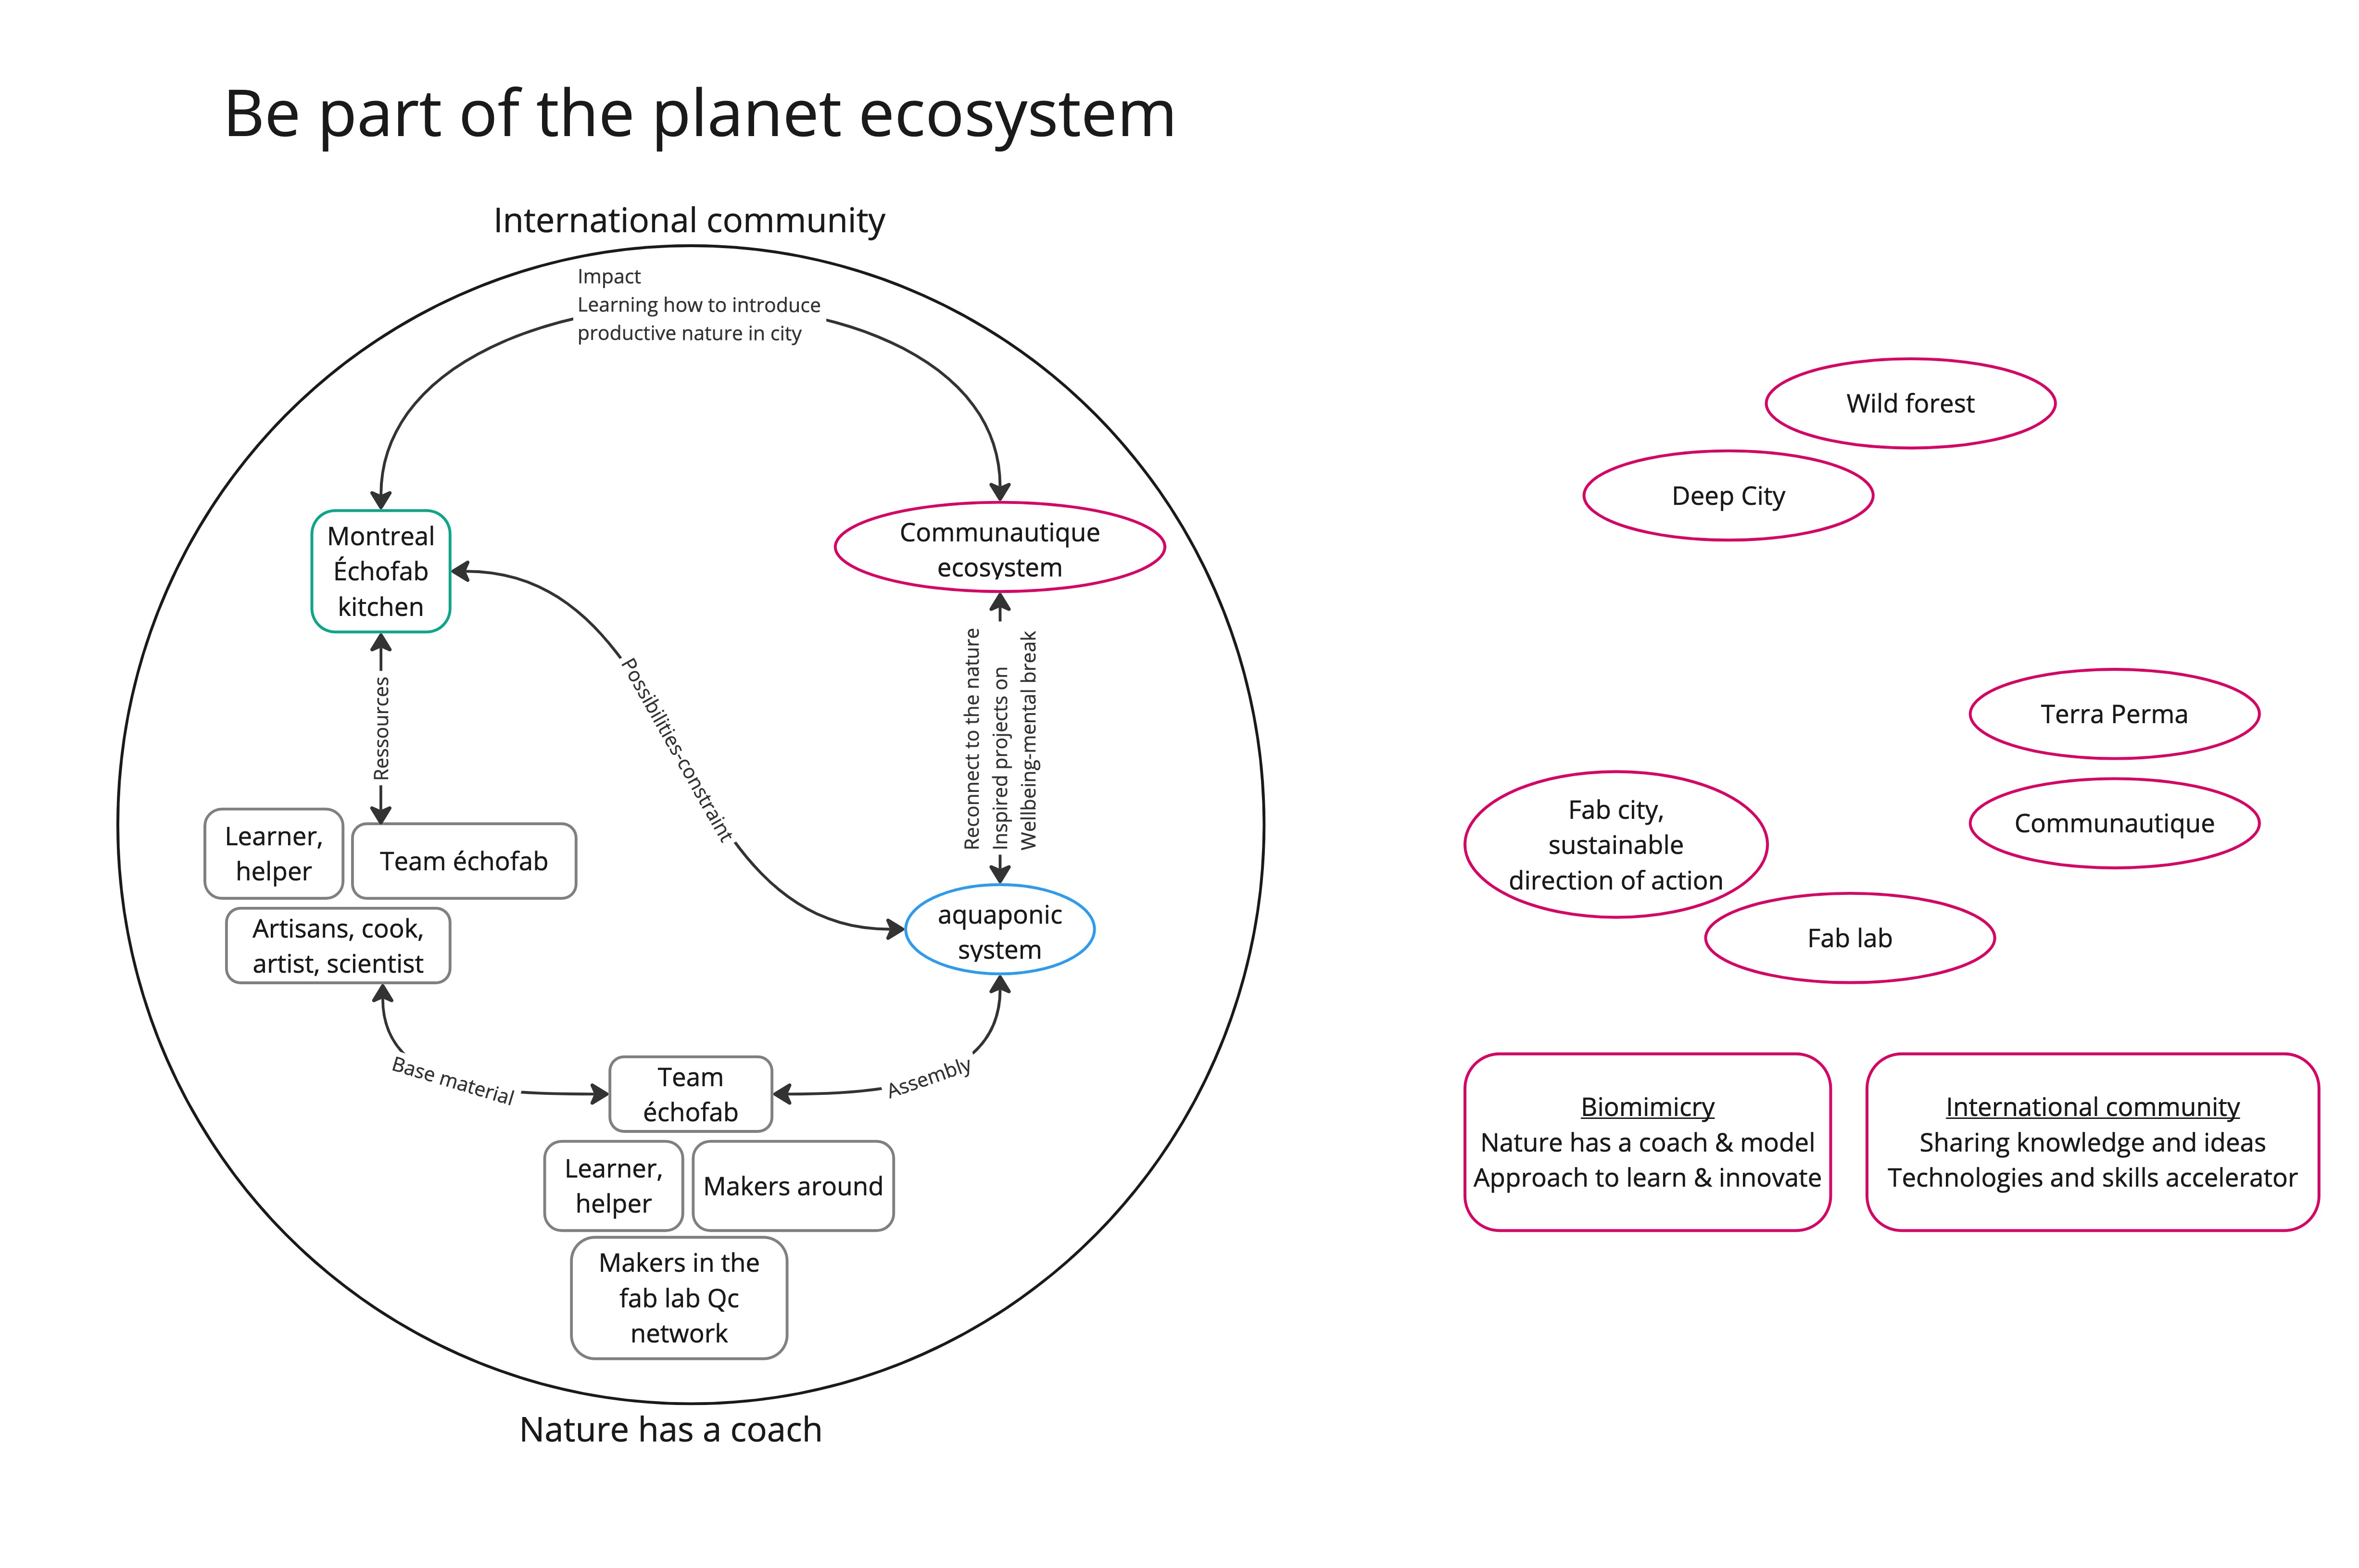 Be part of the planet ecosystem
International community
Impact
Learning how to introduce
productive nature in city
Montreal
Échofab
kitchen
Communautique
ecosystem
Possibilities-constraint
Ressources
Reconnect to the nature
Inspired projects on
Wellbeing-mental break
Learner,
helper
Team échofab
Artisans, cook,
artist, scientist
aquaponic
system
Base material
Team
échofab
Assembly
Learner,
helper
Makers around
Makers in the
fab lab Qc
network
Nature has a coach
Wild forest
Deep City
Terra Perma
Communautique
Fab city,
sustainable
direction of action
Fab lab
Biomimicry
Nature has a coach & model
Approach to learn & innovate
International community
Sharing knowledge and ideas
Technologies and skills accelerator